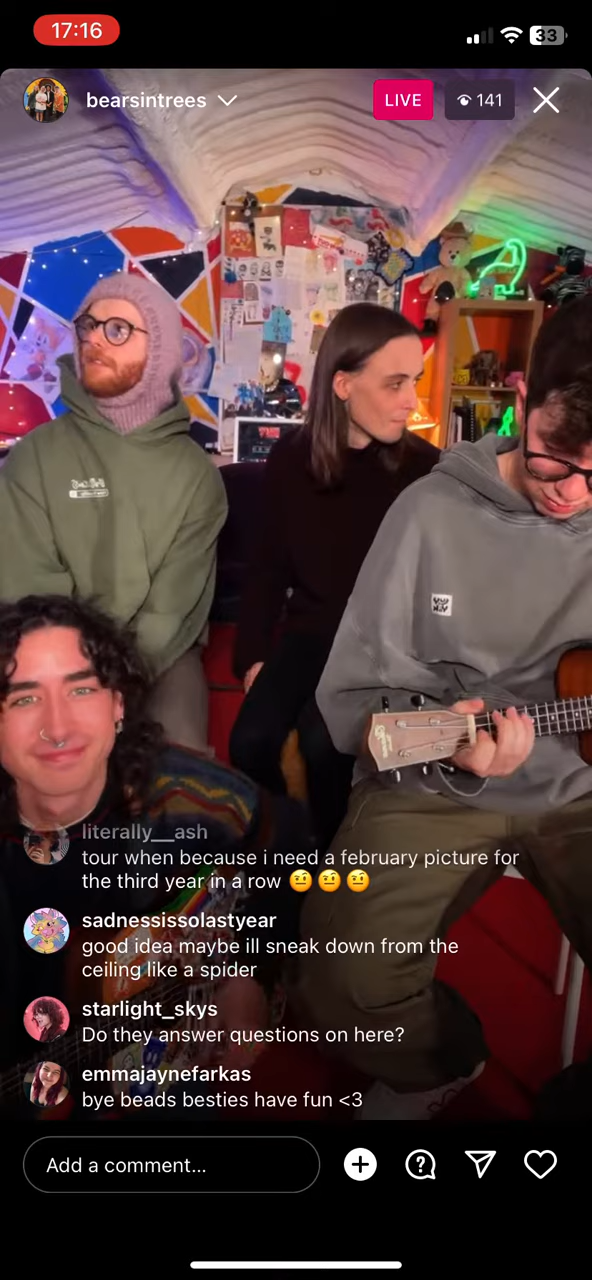 17:16
33
bearsintrees
LIVE
141
literally__ash
tour when because i need a february picture for
the third year in a row 🤨 🤨 🤨
sadnessissolastyear
good idea maybe ill sneak down from the
ceiling like a spider
starlight_skys
Do they answer questions on here?
emmajaynefarkas
bye beads besties have fun <3
Add a comment...